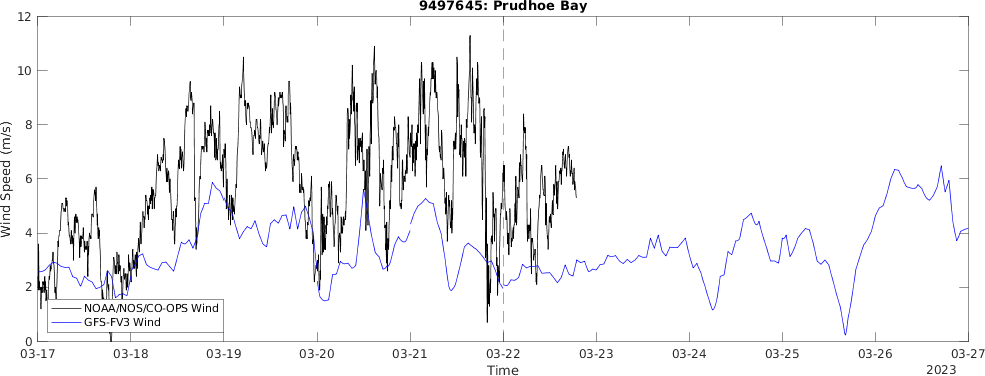 9497645: Prudhoe Bay
12
10
8
6
4
2
0
Wind Speed (m/s)
NOAA/NOS/CO-OPS Wind
GFS-FV3 Wind
03-17 03-18 03-19 03-20 03-21 03-22 03-23 03-24 03-25 03-26 03-27
Time
2023